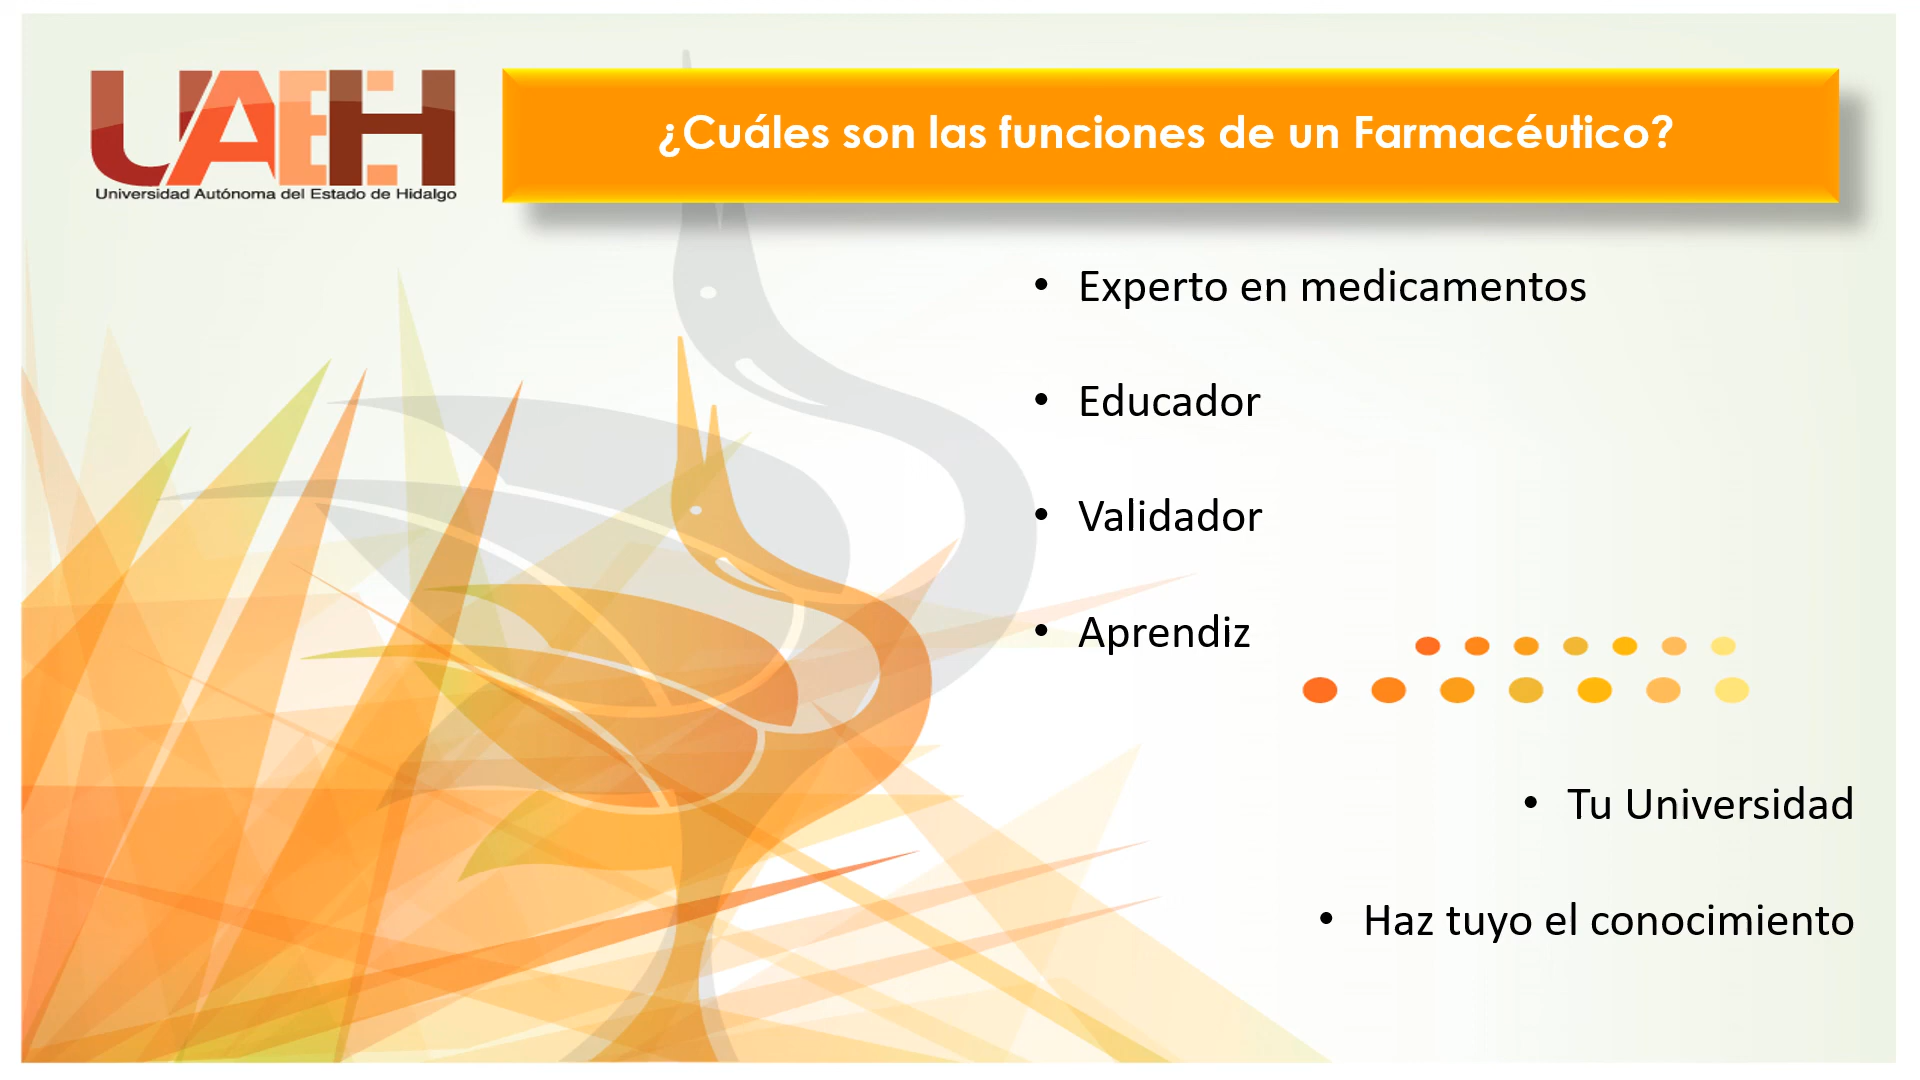 UAEH
Universidad Autónoma del Estado de Hidalgo
¿Cuáles son las funciones de un Farmacéutico?
• Experto en medicamentos
• Educador
• Validador
• Aprendiz
• Tu Universidad
• Haz tuyo el conocimiento